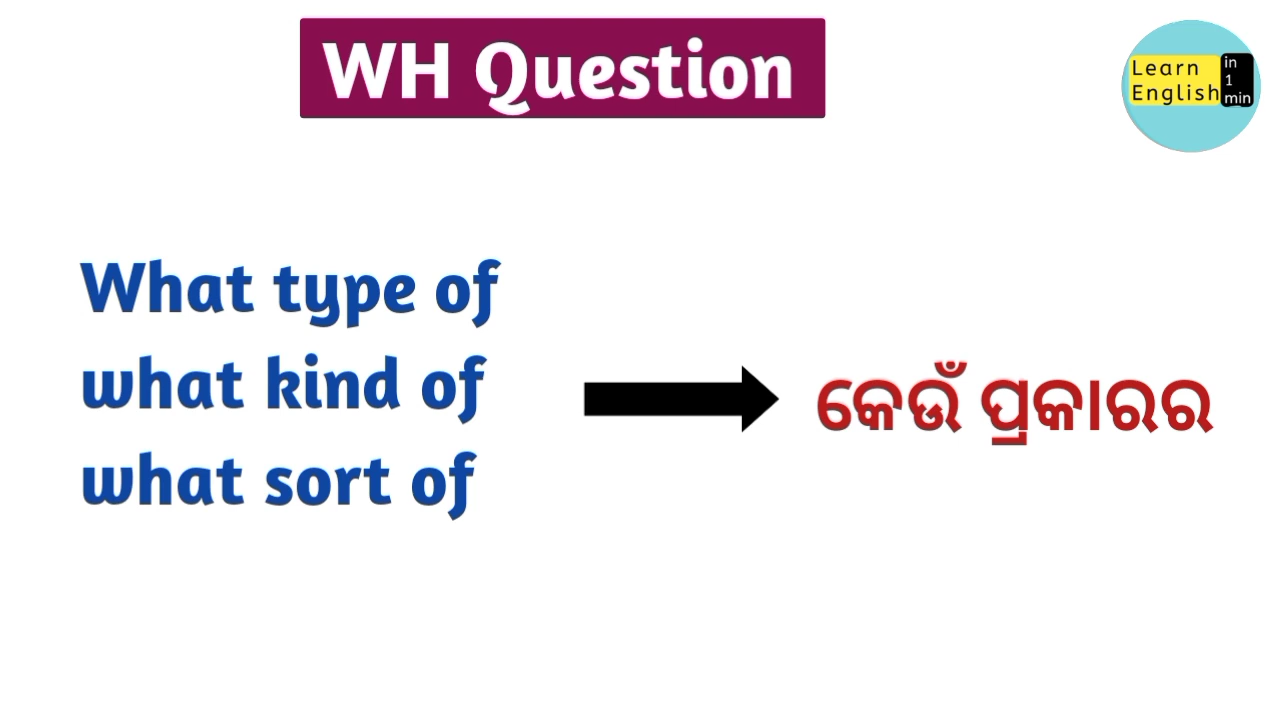 WH Question
Learn English in 1 min
What type of
what kind of
what sort of
କେଉଁ ପ୍ରକାରର